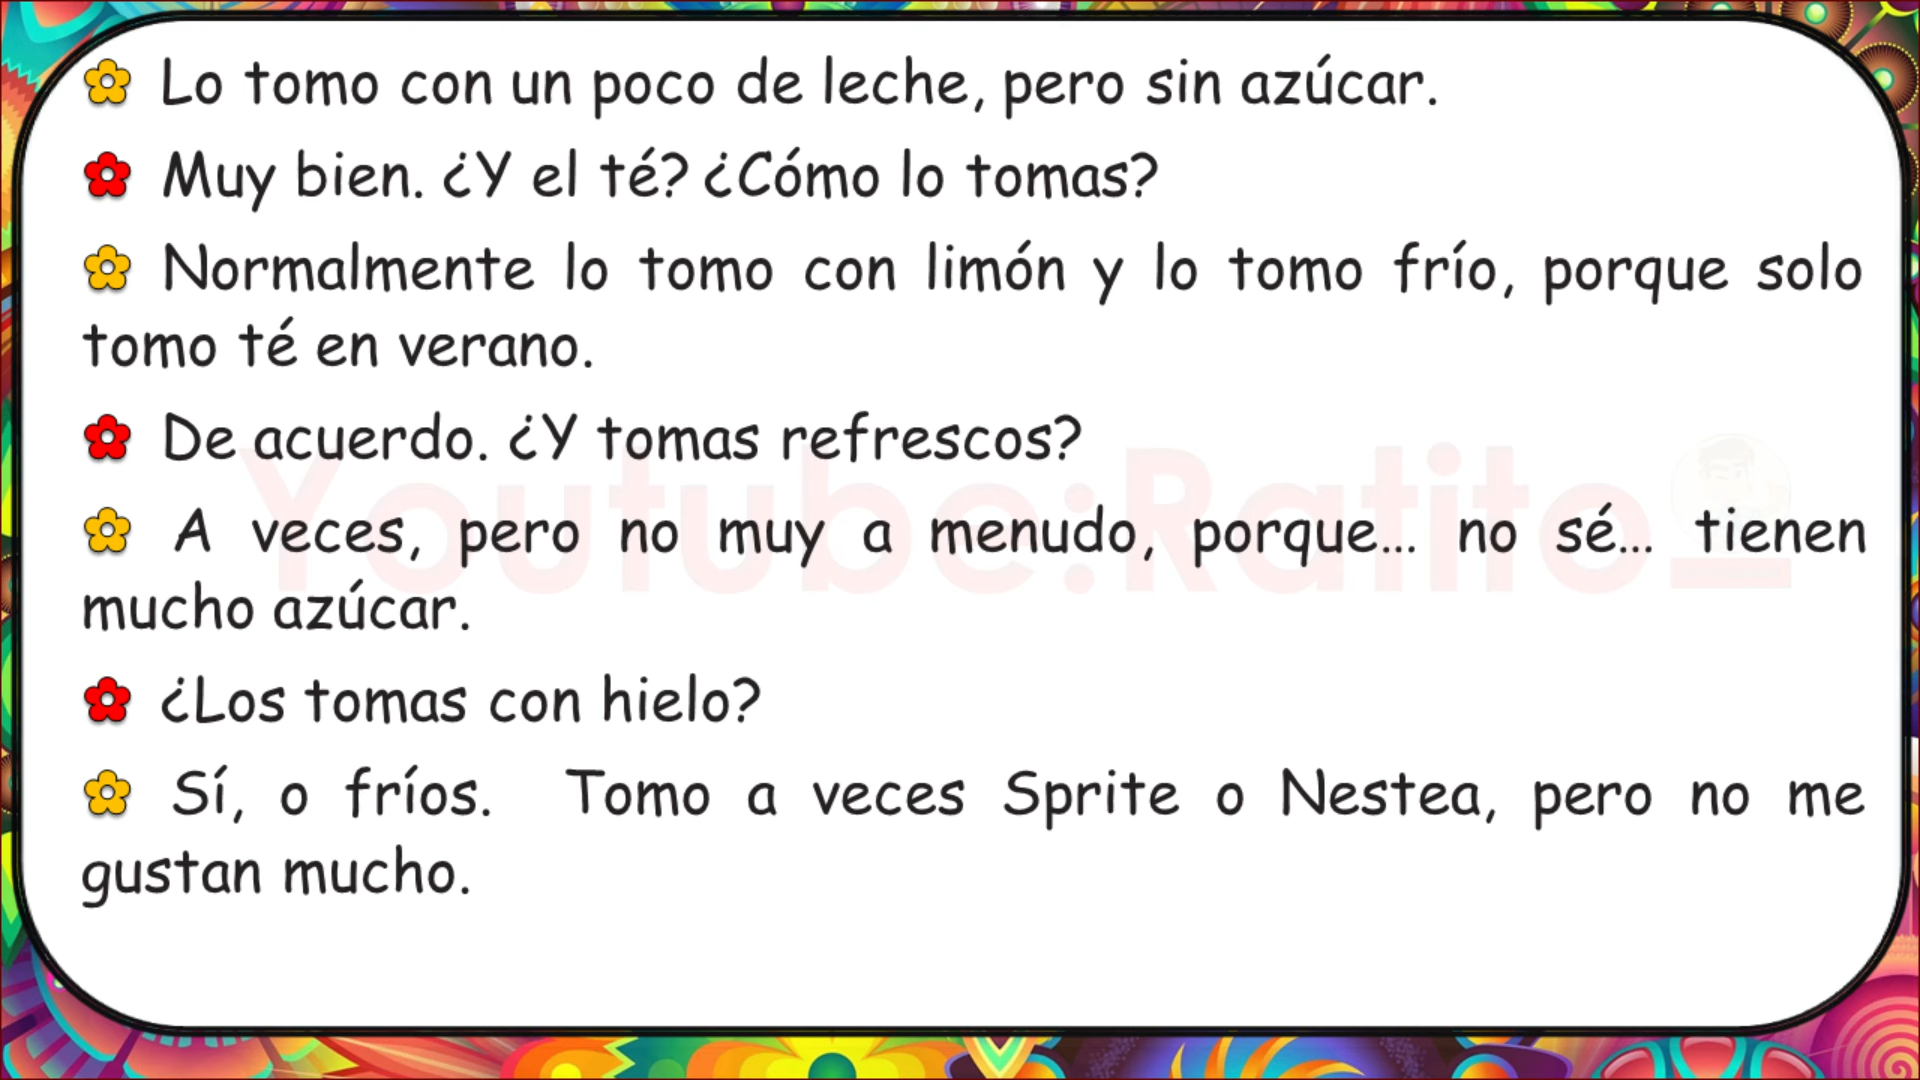 Lo tomo con un poco de leche, pero sin azúcar.
Muy bien. ¿Y el té? ¿Cómo lo tomas?
Normalmente lo tomo con limón y lo tomo frío, porque solo
tomo té en verano.
De acuerdo. ¿Y tomas refrescos?
Youtube:Ratito
A veces, pero no muy a menudo, porque... no sé... tienen
mucho azúcar.
¿Los tomas con hielo?
Sí, o fríos. Tomo a veces Sprite o Nestea, pero no me
gustan mucho.